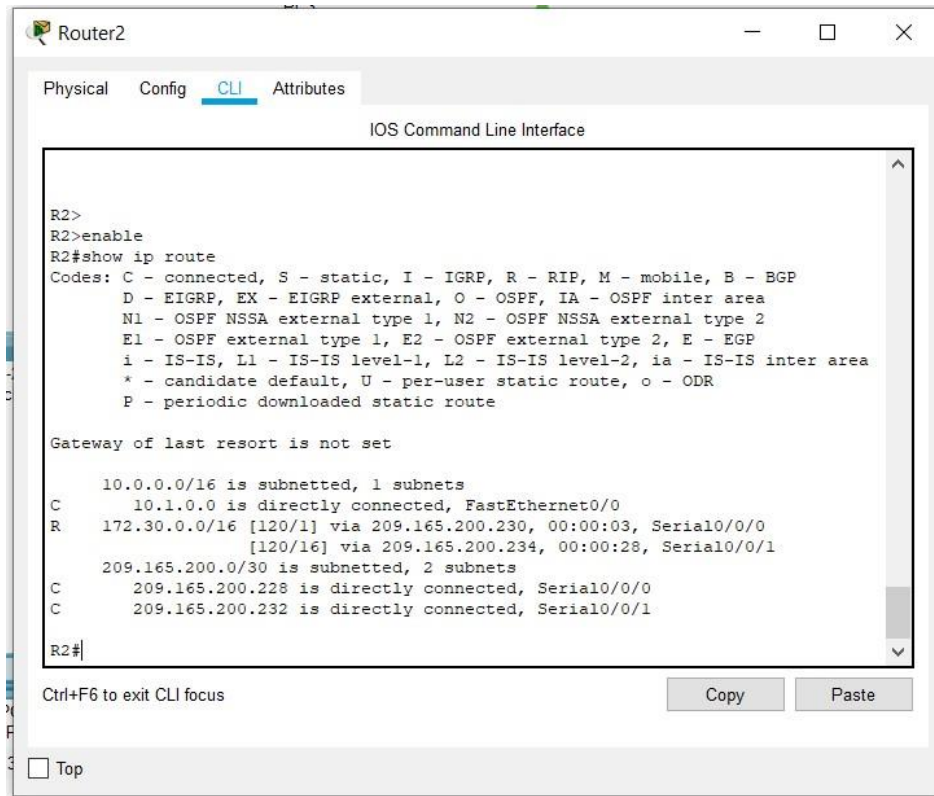 Router2
Physical Config CLI Attributes
IOS Command Line Interface
R2>
R2>enable
R2#show ip route
Codes: C - connected, S - static, I - IGRP, R - RIP, M - mobile, B - BGP
D - EIGRP, EX - EIGRP external, O - OSPF, IA - OSPF inter area
N1 - OSPF NSSA external type 1, N2 - OSPF NSSA external type 2
E1 - OSPF external type 1, E2 - OSPF external type 2, E - EGP
i - IS-IS, L1 - IS-IS level-1, L2 - IS-IS level-2, ia - IS-IS inter area
* - candidate default, U - per-user static route, o - ODR
P - periodic downloaded static route
Gateway of last resort is not set
10.0.0.0/16 is subnetted, 1 subnets
C 10.1.0.0 is directly connected, FastEthernet0/0
R 172.30.0.0/16 [120/1] via 209.165.200.230, 00:00:03, Serial0/0/0
[120/16] via 209.165.200.234, 00:00:28, Serial0/0/1
209.165.200.0/30 is subnetted, 2 subnets
C 209.165.200.228 is directly connected, Serial0/0/0
C 209.165.200.232 is directly connected, Serial0/0/1
R2#
Ctrl+F6 to exit CLI focus
Copy Paste
Top